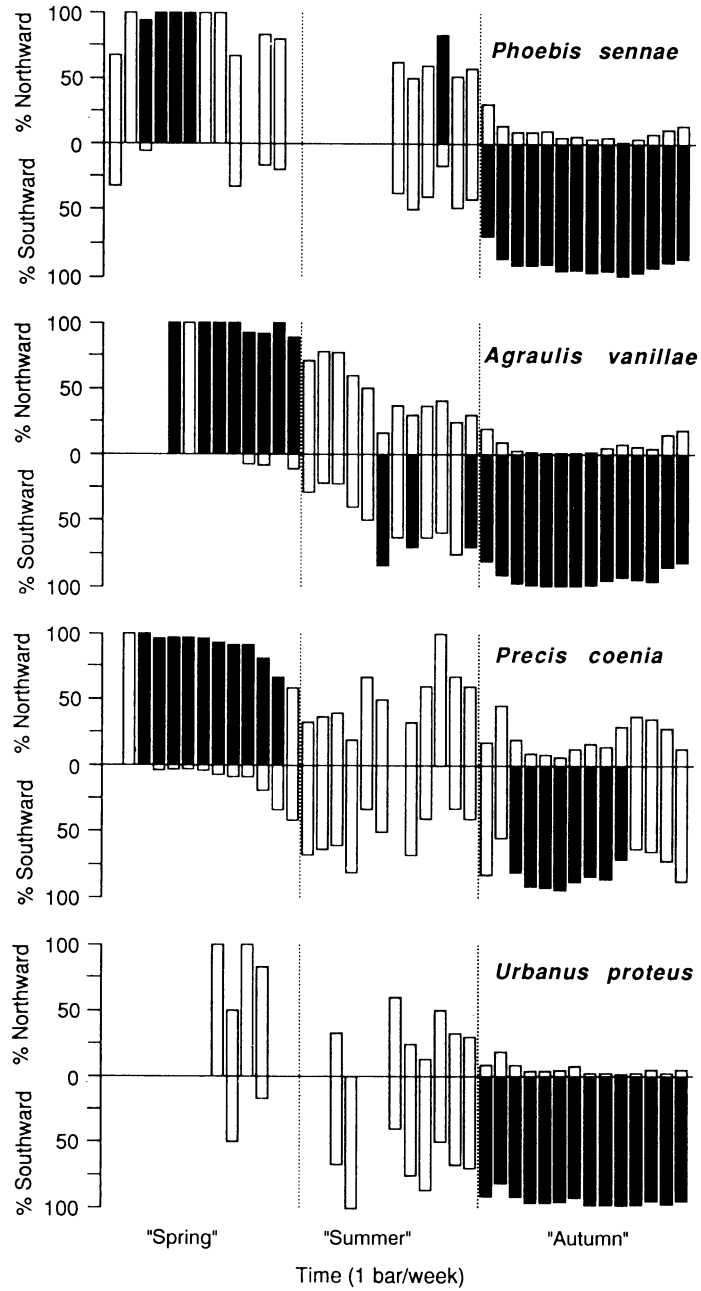 Phoebis sennae
% Northward
% Southward
100
50
0
50
100
Agraulis vanillae
% Northward
% Southward
100
50
0
50
100
Precis coenia
% Northward
% Southward
100
50
0
50
100
Urbanus proteus
% Northward
% Southward
100
50
0
50
100
"Spring" "Summer" "Autumn"
Time (1 bar/week)